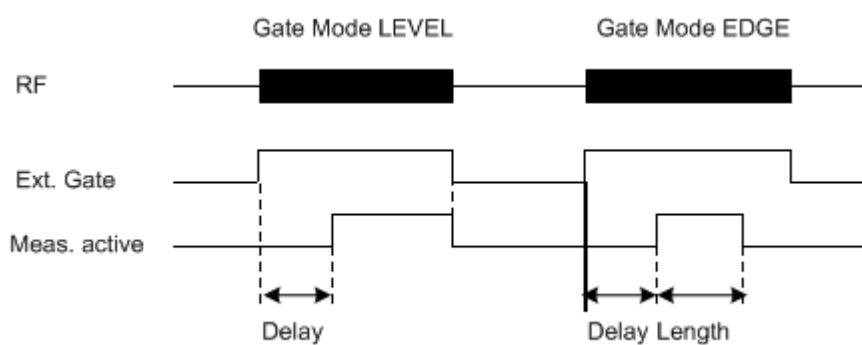 Gate Mode LEVEL
Gate Mode EDGE
RF
Ext. Gate
Meas. active
Delay
Delay Length